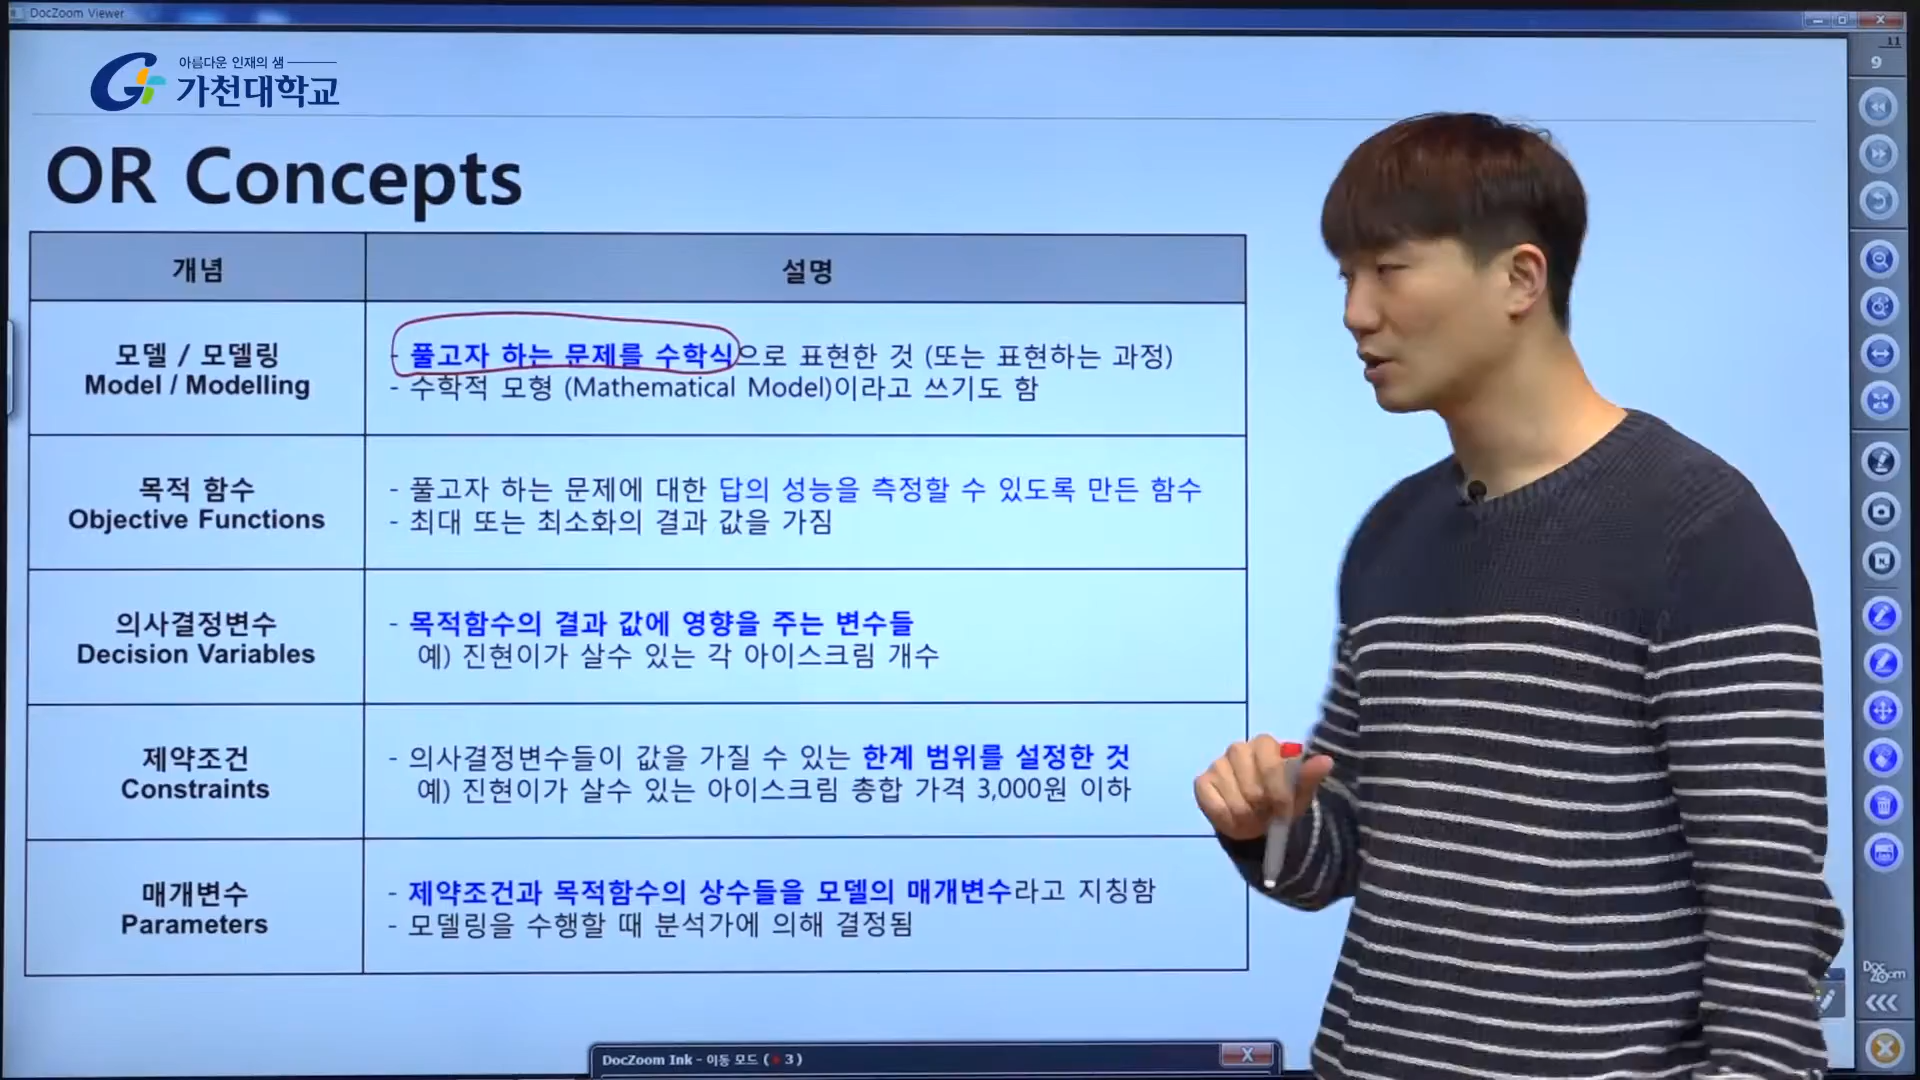 DocZoom Viewer
아름다운 인재의 샘
가천대학교
11
9
OR Concepts
개념
설명
모델 / 모델링
Model / Modelling
- 풀고자 하는 문제를 수학식으로 표현한 것 (또는 표현하는 과정)
- 수학적 모형 (Mathematical Model)이라고 쓰기도 함
목적 함수
Objective Functions
- 풀고자 하는 문제에 대한 답의 성능을 측정할 수 있도록 만든 함수
- 최대 또는 최소화의 결과 값을 가짐
의사결정변수
Decision Variables
- 목적함수의 결과 값에 영향을 주는 변수들
예) 진현이가 살수 있는 각 아이스크림 개수
제약조건
Constraints
- 의사결정변수들이 값을 가질 수 있는 한계 범위를 설정한 것
예) 진현이가 살수 있는 아이스크림 총합 가격 3,000원 이하
매개변수
Parameters
- 제약조건과 목적함수의 상수들을 모델의 매개변수라고 지칭함
- 모델링을 수행할 때 분석가에 의해 결정됨
Doc
Zoom
DocZoom Ink - 이동 모드 ( 3 )